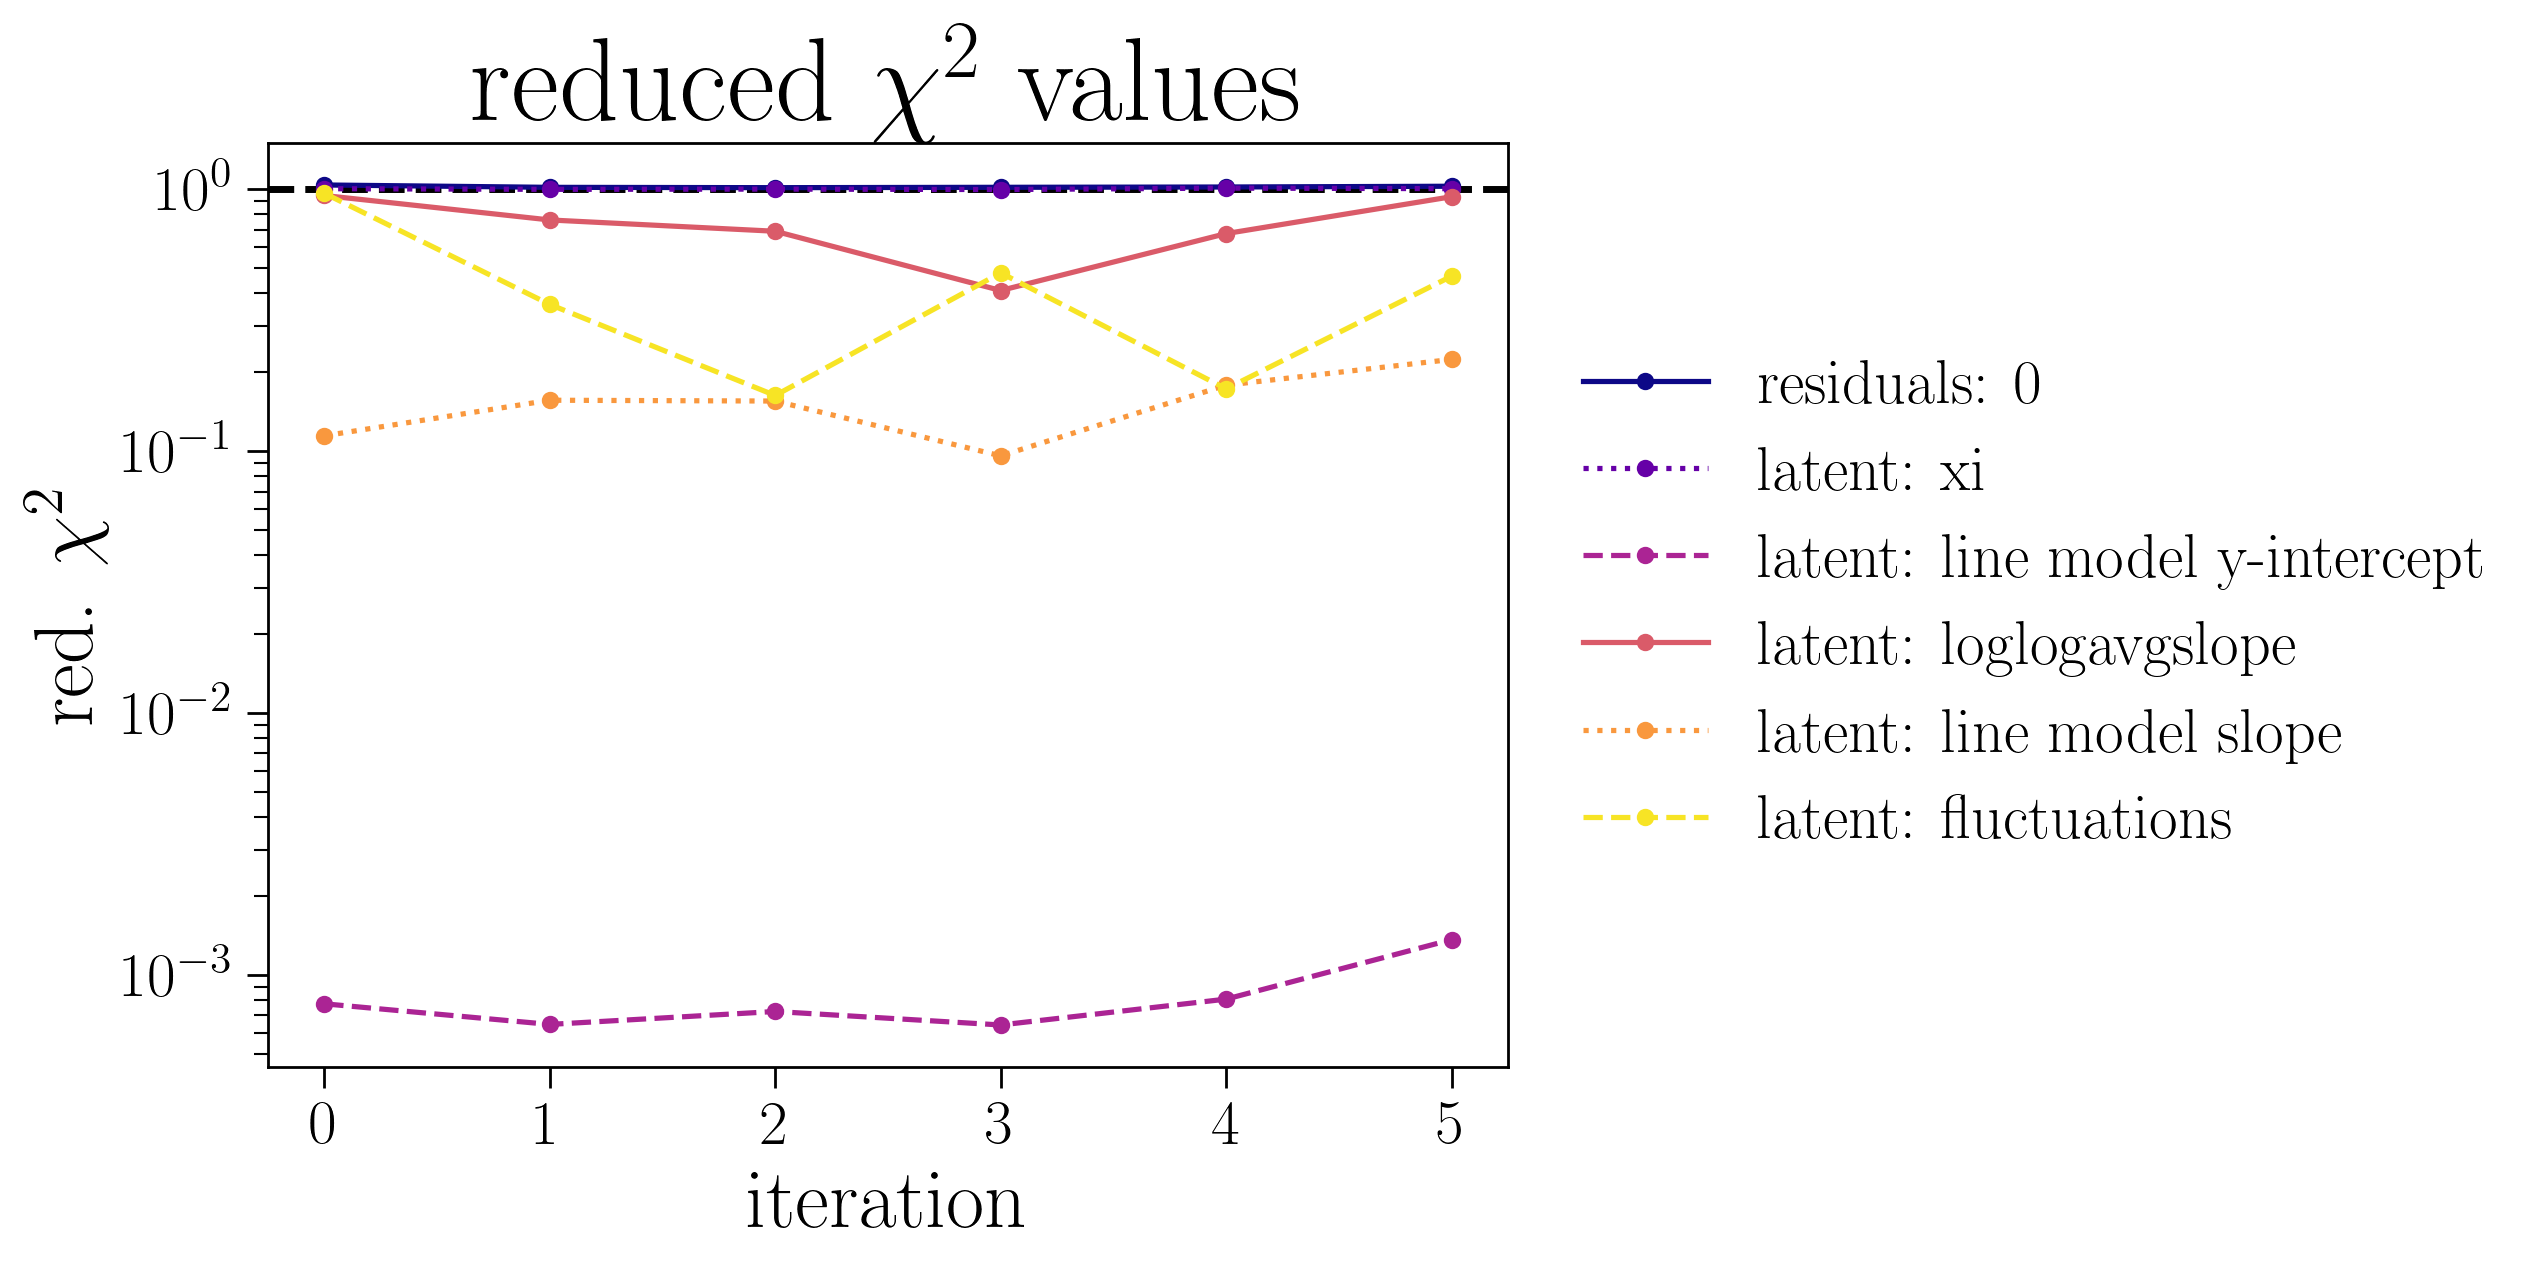 reduced χ² values
10⁰
10⁻¹
10⁻²
10⁻³
red. χ²
0 1 2 3 4 5
iteration
residuals: 0
latent: xi
latent: line model y-intercept
latent: loglogavgslope
latent: line model slope
latent: fluctuations